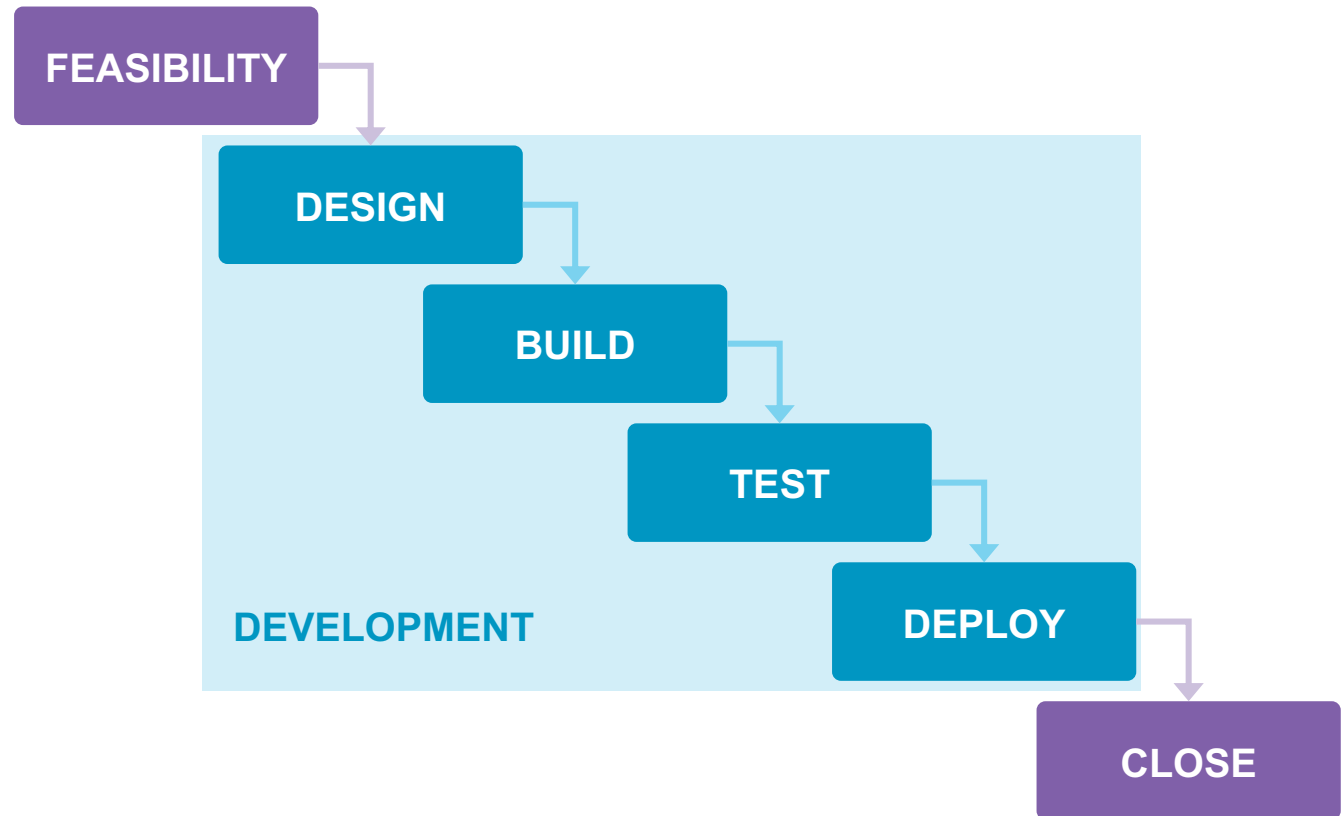 FEASIBILITY
DESIGN
BUILD
TEST
DEPLOY
DEVELOPMENT
CLOSE